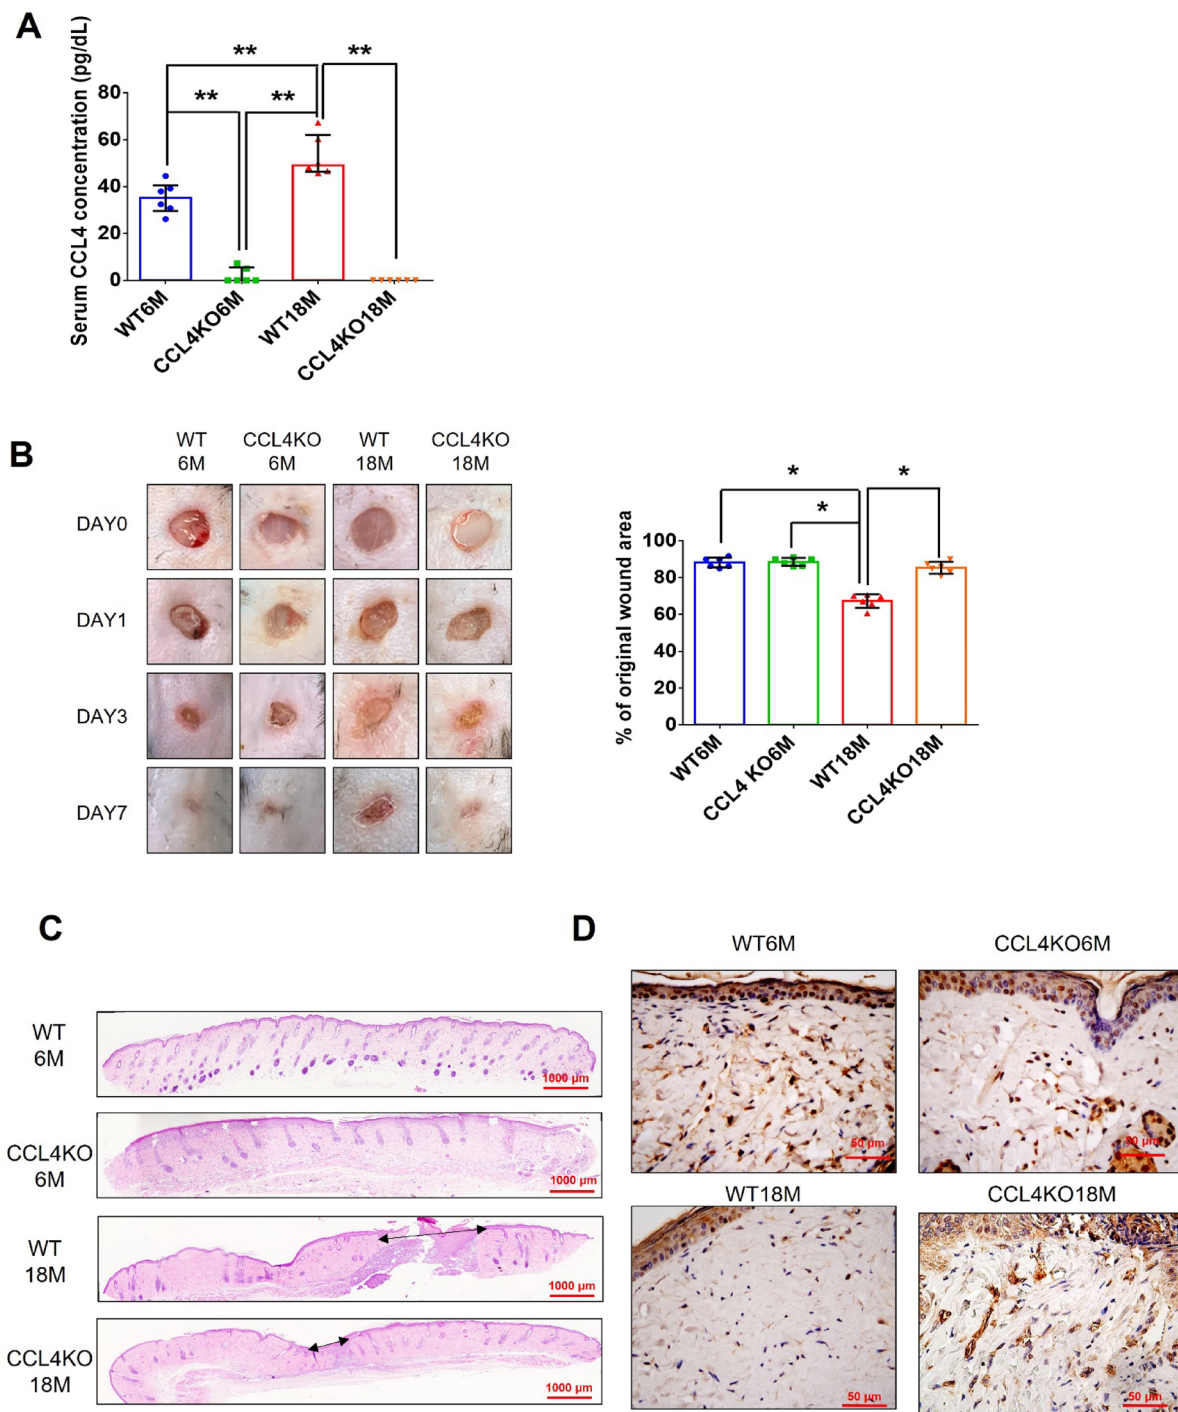 A
Serum CCL4 concentration (pg/dL)
**
**
**
**
80
60
40
20
0
WT6M
CCL4KO6M
WT18M
CCL4KO18M
B
WT
6M
CCL4KO
6M
WT
18M
CCL4KO
18M
DAY0
DAY1
DAY3
DAY7
% of original wound area
*
*
*
100
80
60
40
20
0
WT6M
CCL4 KO6M
WT18M
CCL4KO18M
C
WT
6M
1000 µm
CCL4KO
6M
1000 µm
WT
18M
1000 µm
CCL4KO
18M
1000 µm
D
WT6M
CCL4KO6M
50 µm
50 µm
WT18M
CCL4KO18M
50 µm
50 µm